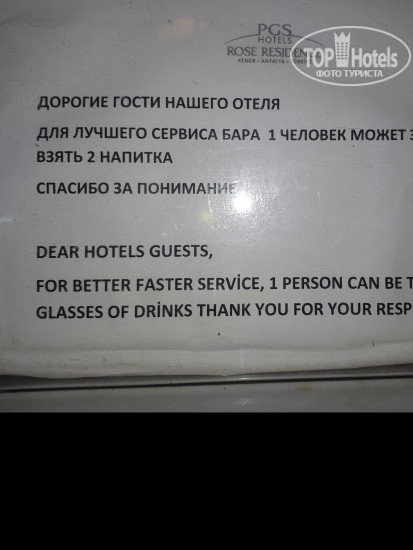 PGS
HOTELS
ROSE RESIDENCE
KEMER • ANTALYA •
TOP Hotels
ФОТО ТУРИСТА
ДОРОГИЕ ГОСТИ НАШЕГО ОТЕЛЯ
ДЛЯ ЛУЧШЕГО СЕРВИСА БАРА 1 ЧЕЛОВЕК МОЖЕТ
ВЗЯТЬ 2 НАПИТКА
СПАСИБО ЗА ПОНИМАНИЕ
DEAR HOTELS GUESTS,
FOR BETTER FASTER SERVİCE, 1 PERSON CAN BE T
GLASSES OF DRİNKS THANK YOU FOR YOUR RESP